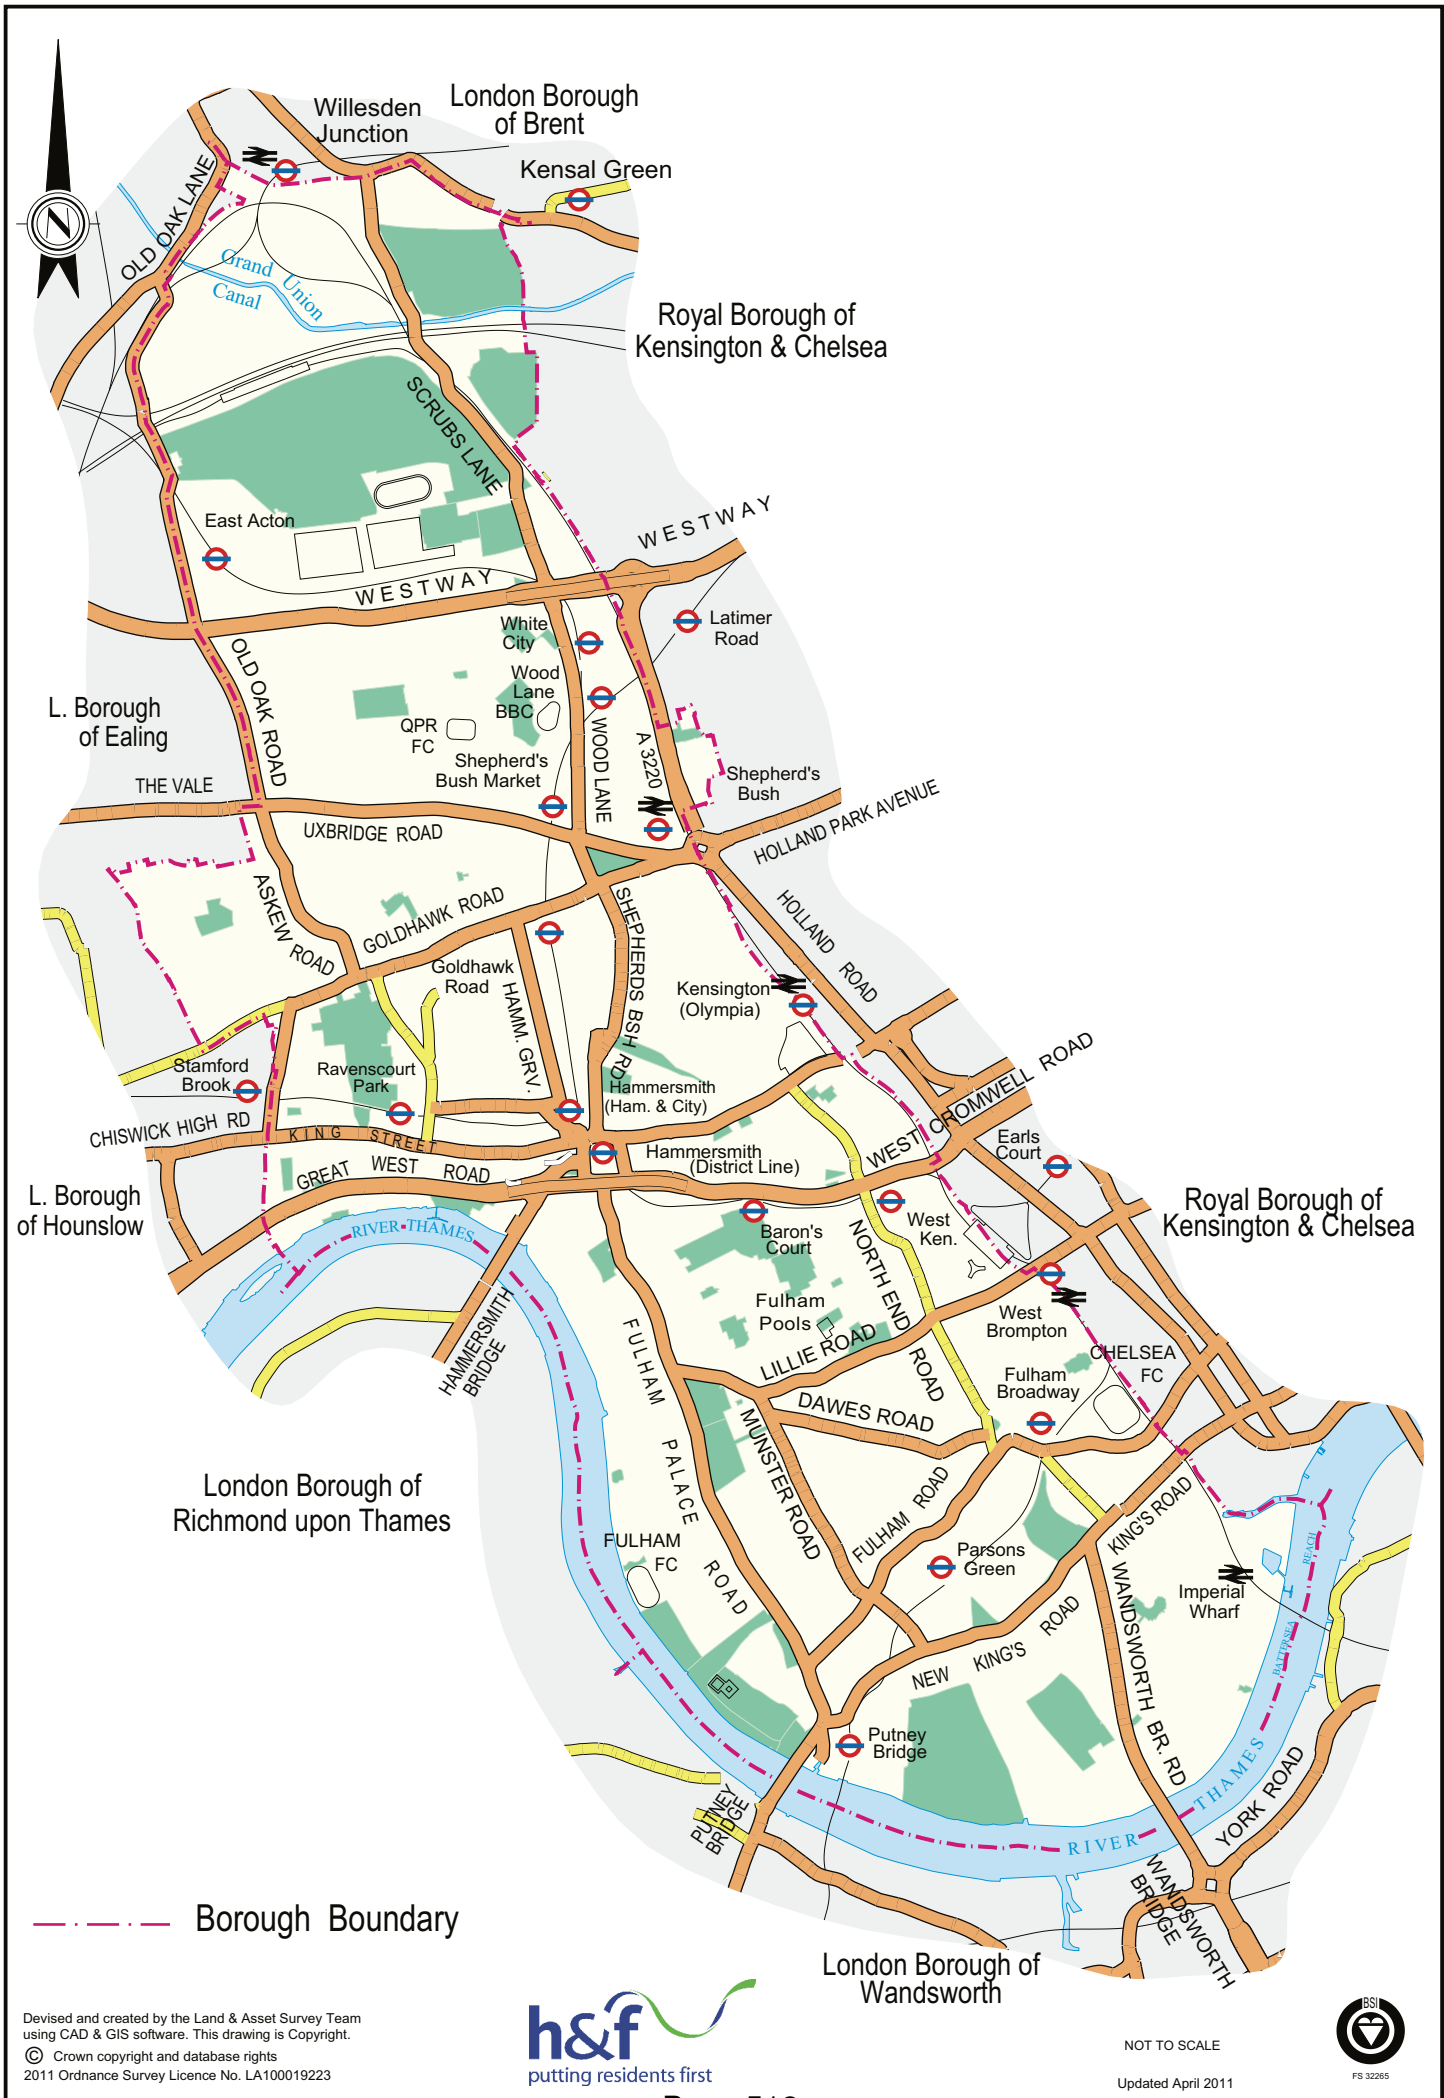 Willesden
Junction
London Borough
of Brent
Kensal Green
OLD OAK LANE
N
Grand Union
Canal
Royal Borough of
Kensington & Chelsea
SCRUBS LANE
East Acton
WESTWAY
WESTWAY
White
City
Latimer
Road
OLD OAK ROAD
Wood
Lane
BBC
L. Borough
of Ealing
QPR
FC
WOOD LANE
A 3220
Shepherd's
Bush Market
Shepherd's
Bush
THE VALE
UXBRIDGE ROAD
HOLLAND PARK AVENUE
ASKEW ROAD
GOLDHAWK ROAD
SHEPHERDS BSH RD
HOLLAND ROAD
Goldhawk
Road
HAMM. GRV.
Kensington
(Olympia)
Stamford
Brook
Ravenscourt
Park
Hammersmith
(Ham. & City)
WEST CROMWELL ROAD
CHISWICK HIGH RD
KING STREET
Hammersmith
(District Line)
Earls
Court
GREAT WEST ROAD
L. Borough
of Hounslow
Royal Borough of
Kensington & Chelsea
RIVER THAMES
Baron's
Court
West
Ken.
NORTH END ROAD
HAMMERSMITH
BRIDGE
Fulham
Pools
West
Brompton
LILLIE ROAD
CHELSEA
FC
FULHAM PALACE ROAD
Fulham
Broadway
DAWES ROAD
MUNSTER ROAD
London Borough of
Richmond upon Thames
FULHAM ROAD
KING'S ROAD
FULHAM
FC
Parsons
Green
Imperial
Wharf
BATTERSEA REACH
WANDSWORTH BR. RD
NEW KING'S ROAD
Putney
Bridge
PUTNEY
BRIDGE
RIVER THAMES
YORK ROAD
WANDSWORTH
BRIDGE
Borough Boundary
London Borough of
Wandsworth
Devised and created by the Land & Asset Survey Team
using CAD & GIS software. This drawing is Copyright.
© Crown copyright and database rights
2011 Ordnance Survey Licence No. LA100019223
h&f
putting residents first
NOT TO SCALE
Updated April 2011
BSI
FS 32265